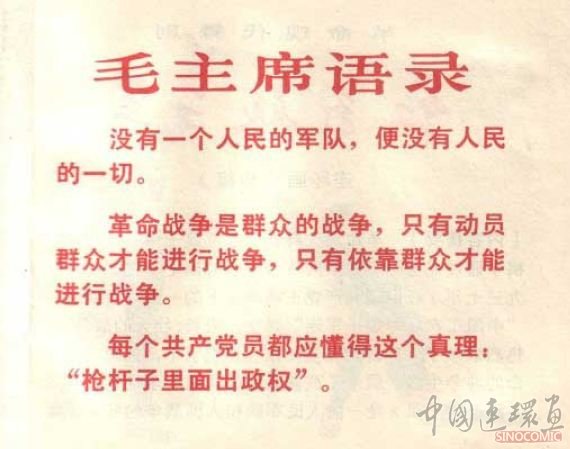 毛主席语录
没有一个人民的军队，便没有人民
的一切。
革命战争是群众的战争，只有动员
群众才能进行战争，只有依靠群众才能
进行战争。
每个共产党员都应懂得这个真理：
“枪杆子里面出政权”。
中國連環画
SINOCOMIC